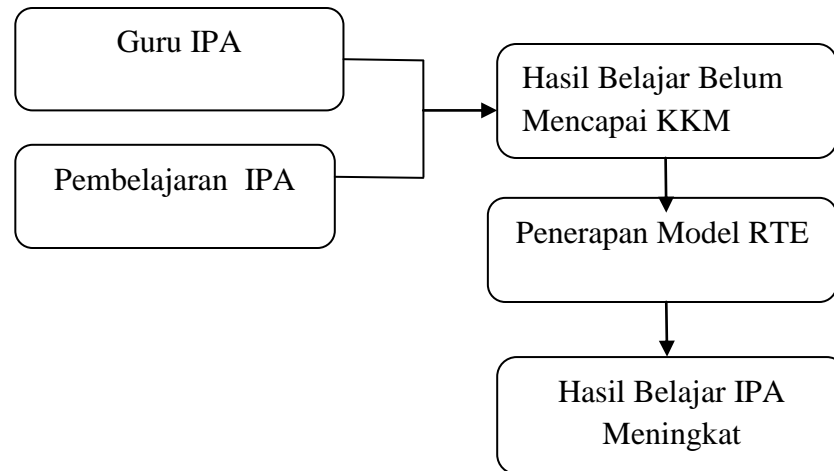 Guru IPA
Pembelajaran IPA
Hasil Belajar Belum
Mencapai KKM
Penerapan Model RTE
Hasil Belajar IPA
Meningkat